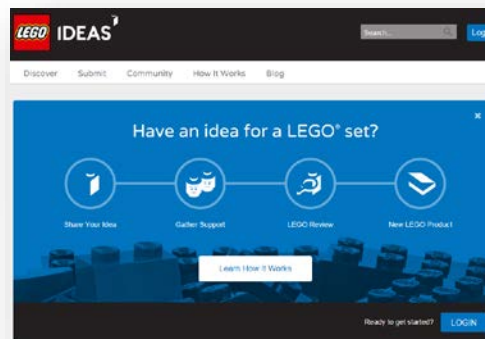 LEGO IDEAS
Search...
Log
Discover Submit Community How It Works Blog
Have an idea for a LEGO® set?
Share Your Idea Gather Support LEGO Review New LEGO Product
Learn How It Works
Ready to get started? LOGIN